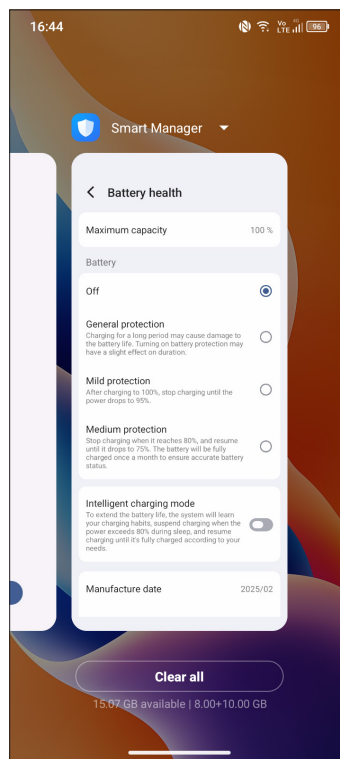 16:44
Vo LTE 4G 96
Smart Manager
Battery health
Maximum capacity 100 %
Battery
Off
General protection
Charging for a long period may cause damage to
the battery life. Turning on battery protection may
have a slight effect on duration.
Mild protection
After charging to 100%, stop charging until the
power drops to 95%.
Medium protection
Stop charging when it reaches 80%, and resume
until it drops to 75%. The battery will be fully
charged once a month to ensure accurate battery
status.
Intelligent charging mode
To extend the battery life, the system will learn
your charging habits, suspend charging when the
power exceeds 80% during sleep, and resume
charging until it's fully charged according to your
needs.
Manufacture date 2025/02
Clear all
15.07 GB available | 8.00+10.00 GB